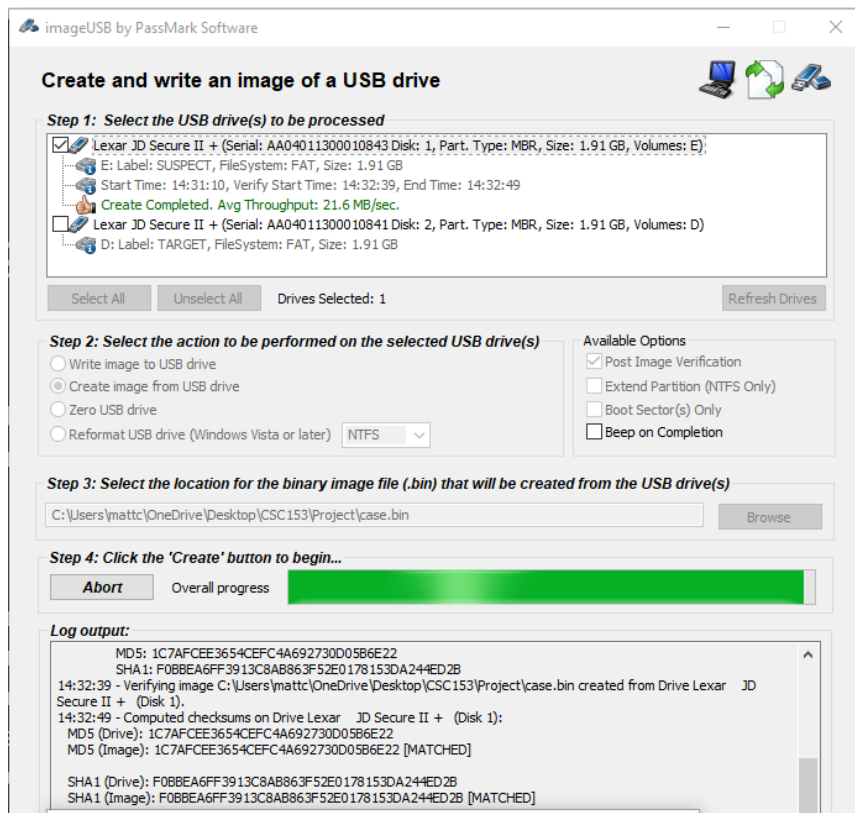 imageUSB by PassMark Software
Create and write an image of a USB drive
Step 1: Select the USB drive(s) to be processed
Lexar JD Secure II + (Serial: AA04011300010843 Disk: 1, Part. Type: MBR, Size: 1.91 GB, Volumes: E)
E: Label: SUSPECT, FileSystem: FAT, Size: 1.91 GB
Start Time: 14:31:10, Verify Start Time: 14:32:39, End Time: 14:32:49
Create Completed. Avg Throughput: 21.6 MB/sec.
Lexar JD Secure II + (Serial: AA04011300010841 Disk: 2, Part. Type: MBR, Size: 1.91 GB, Volumes: D)
D: Label: TARGET, FileSystem: FAT, Size: 1.91 GB
Select All Unselect All Drives Selected: 1 Refresh Drives
Step 2: Select the action to be performed on the selected USB drive(s)
Write image to USB drive
Create image from USB drive
Zero USB drive
Reformat USB drive (Windows Vista or later) NTFS
Available Options
Post Image Verification
Extend Partition (NTFS Only)
Boot Sector(s) Only
Beep on Completion
Step 3: Select the location for the binary image file (.bin) that will be created from the USB drive(s)
C:\Users\mattc\OneDrive\Desktop\CSC153\Project\case.bin Browse
Step 4: Click the 'Create' button to begin...
Abort Overall progress
Log output:
MD5: 1C7AFCEE3654CEFC4A692730D05B6E22
SHA1: F0BBEA6FF3913C8AB863F52E0178153DA244ED2B
14:32:39 - Verifying image C:\Users\mattc\OneDrive\Desktop\CSC153\Project\case.bin created from Drive Lexar JD
Secure II + (Disk 1).
14:32:49 - Computed checksums on Drive Lexar JD Secure II + (Disk 1):
MD5 (Drive): 1C7AFCEE3654CEFC4A692730D05B6E22
MD5 (Image): 1C7AFCEE3654CEFC4A692730D05B6E22 [MATCHED]
SHA1 (Drive): F0BBEA6FF3913C8AB863F52E0178153DA244ED2B
SHA1 (Image): F0BBEA6FF3913C8AB863F52E0178153DA244ED2B [MATCHED]